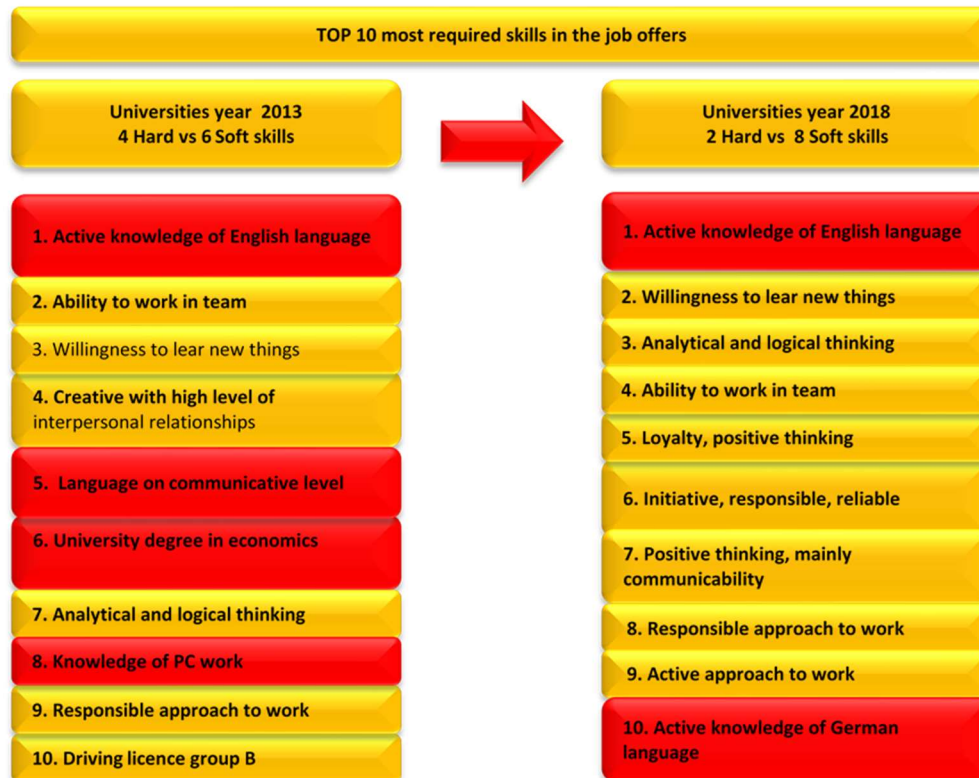 TOP 10 most required skills in the job offers
Universities year 2013
4 Hard vs 6 Soft skills
1. Active knowledge of English language
2. Ability to work in team
3. Willingness to lear new things
4. Creative with high level of
interpersonal relationships
5. Language on communicative level
6. University degree in economics
7. Analytical and logical thinking
8. Knowledge of PC work
9. Responsible approach to work
10. Driving licence group B
Universities year 2018
2 Hard vs 8 Soft skills
1. Active knowledge of English language
2. Willingness to lear new things
3. Analytical and logical thinking
4. Ability to work in team
5. Loyalty, positive thinking
6. Initiative, responsible, reliable
7. Positive thinking, mainly
communicability
8. Responsible approach to work
9. Active approach to work
10. Active knowledge of German
language